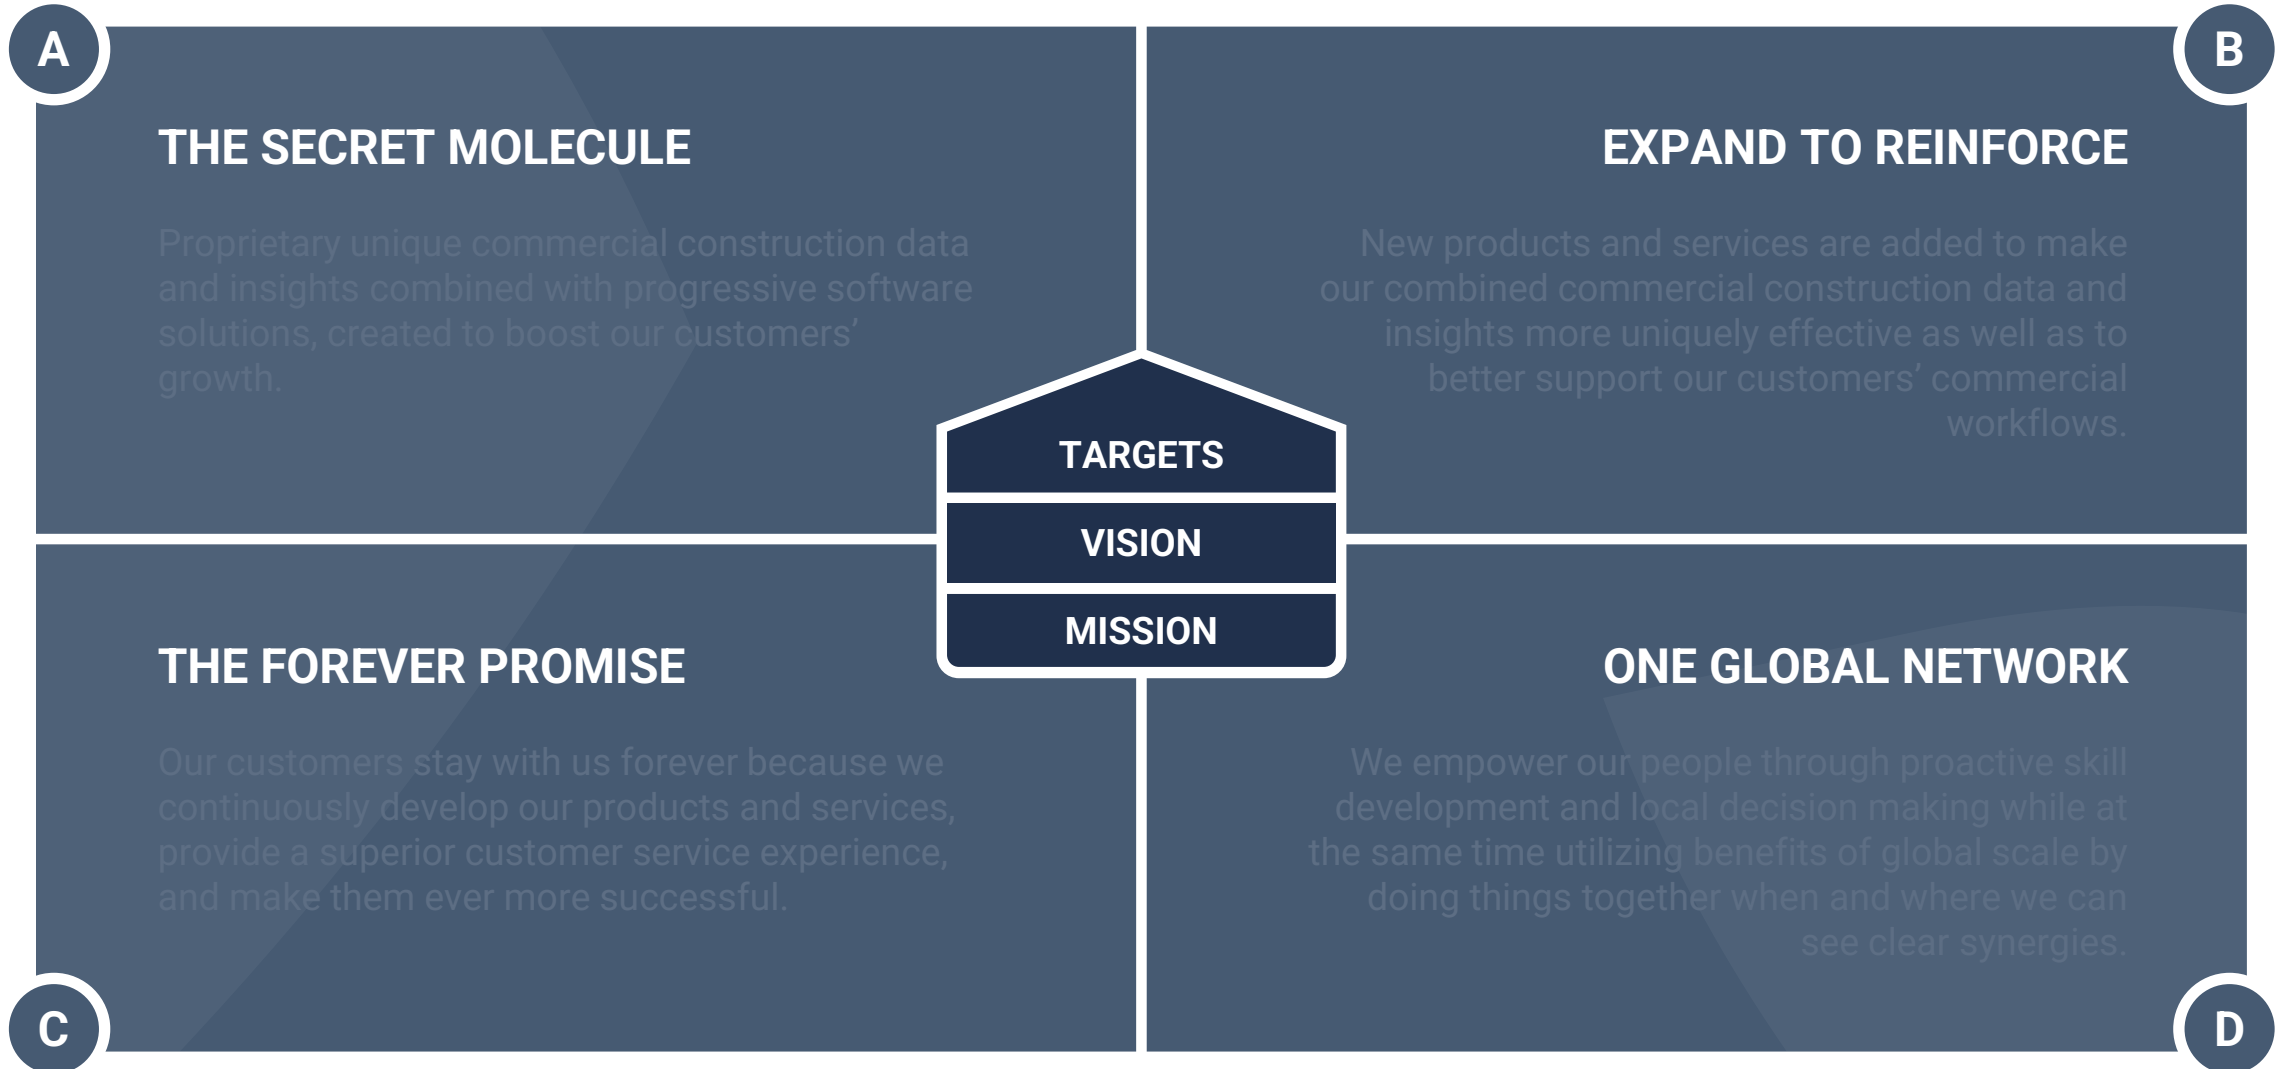 A
B
THE SECRET MOLECULE
Proprietary unique commercial construction data
and insights combined with progressive software
solutions, created to boost our customers’
growth.
EXPAND TO REINFORCE
New products and services are added to make
our combined commercial construction data and
insights more uniquely effective as well as to
better support our customers’ commercial
workflows.
TARGETS
VISION
MISSION
THE FOREVER PROMISE
Our customers stay with us forever because we
continuously develop our products and services,
provide a superior customer service experience,
and make them ever more successful.
ONE GLOBAL NETWORK
We empower our people through proactive skill
development and local decision making while at
the same time utilizing benefits of global scale by
doing things together when and where we can
see clear synergies.
C
D